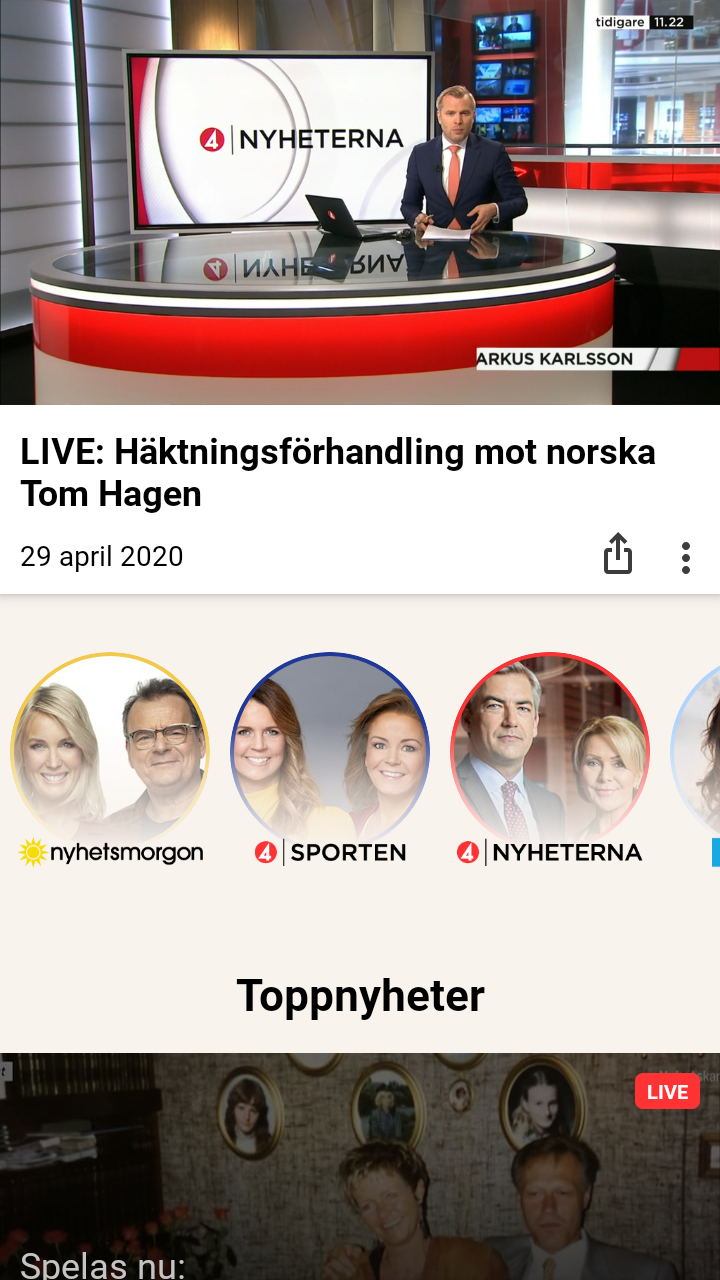 tidigare 11.22
4 NYHETERNA
ARKUS KARLSSON
LIVE: Häktningsförhandling mot norska
Tom Hagen
29 april 2020
nyhetsmorgon
4 SPORTEN
4 NYHETERNA
Toppnyheter
LIVE
Spelas nu: